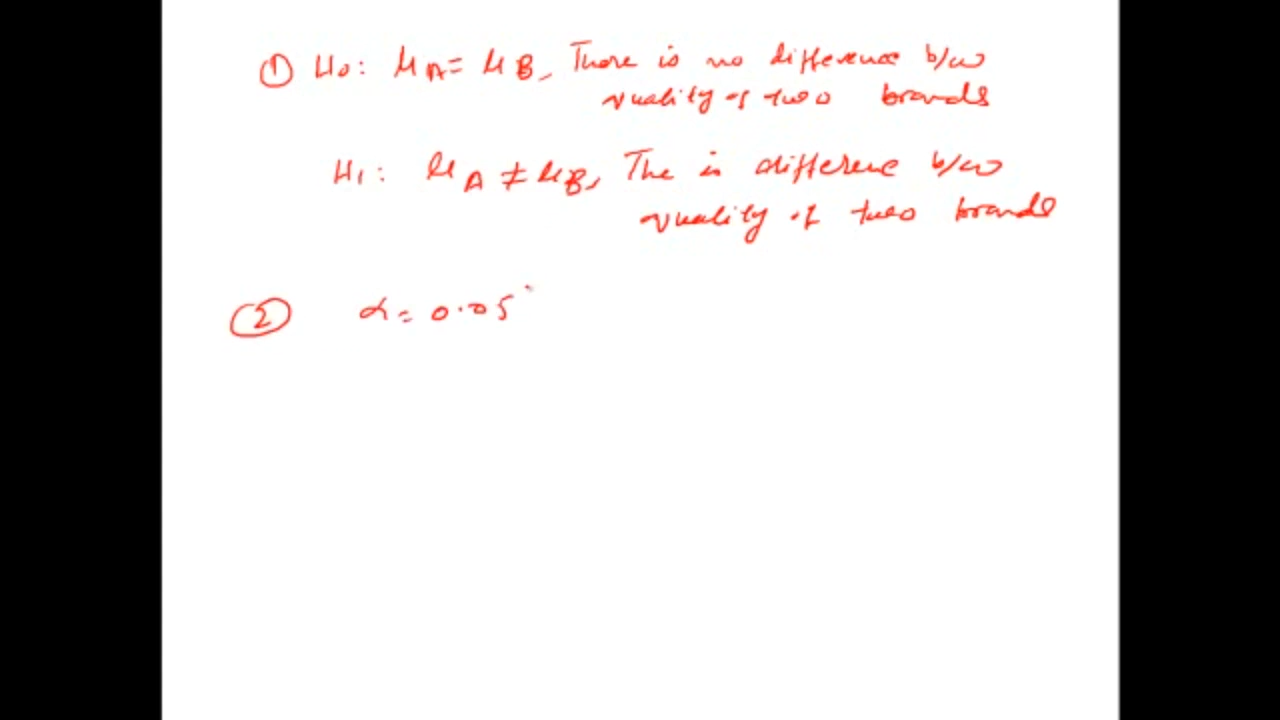 ① H₀: μA = μB, There is no difference b/w
quality of two brands
H₁: μA ≠ μB, The is difference b/w
quality of two brands
② α = 0.05